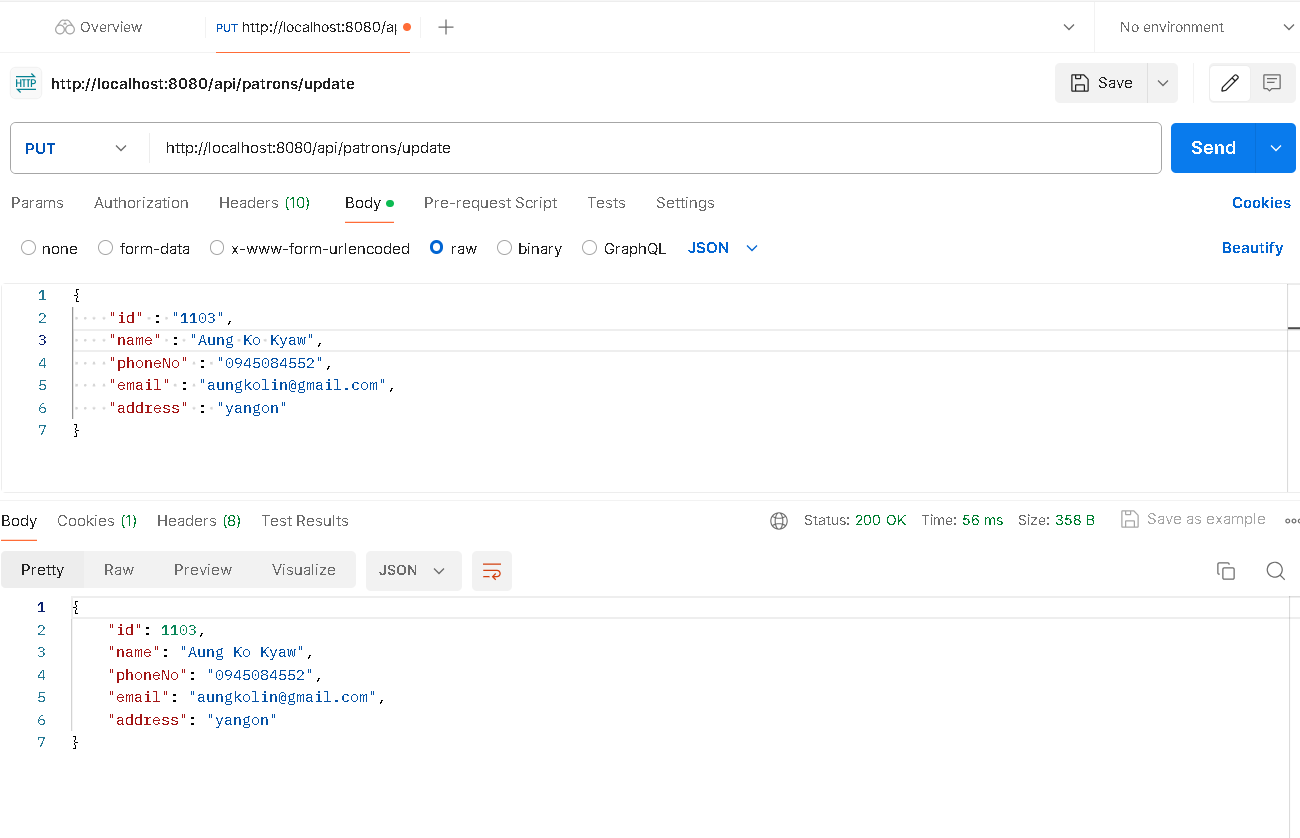 Overview
PUT http://localhost:8080/ap
No environment
HTTP http://localhost:8080/api/patrons/update
Save
PUT http://localhost:8080/api/patrons/update
Send
Params Authorization Headers (10) Body Pre-request Script Tests Settings Cookies
none form-data x-www-form-urlencoded raw binary GraphQL JSON Beautify
1 {
2 "id" : "1103",
3 "name" : "Aung Ko Kyaw",
4 "phoneNo" : "0945084552",
5 "email" : "aungkolin@gmail.com",
6 "address" : "yangon"
7 }
Body Cookies (1) Headers (8) Test Results Status: 200 OK Time: 56 ms Size: 358 B Save as example
Pretty Raw Preview Visualize JSON
1 {
2 "id": 1103,
3 "name": "Aung Ko Kyaw",
4 "phoneNo": "0945084552",
5 "email": "aungkolin@gmail.com",
6 "address": "yangon"
7 }